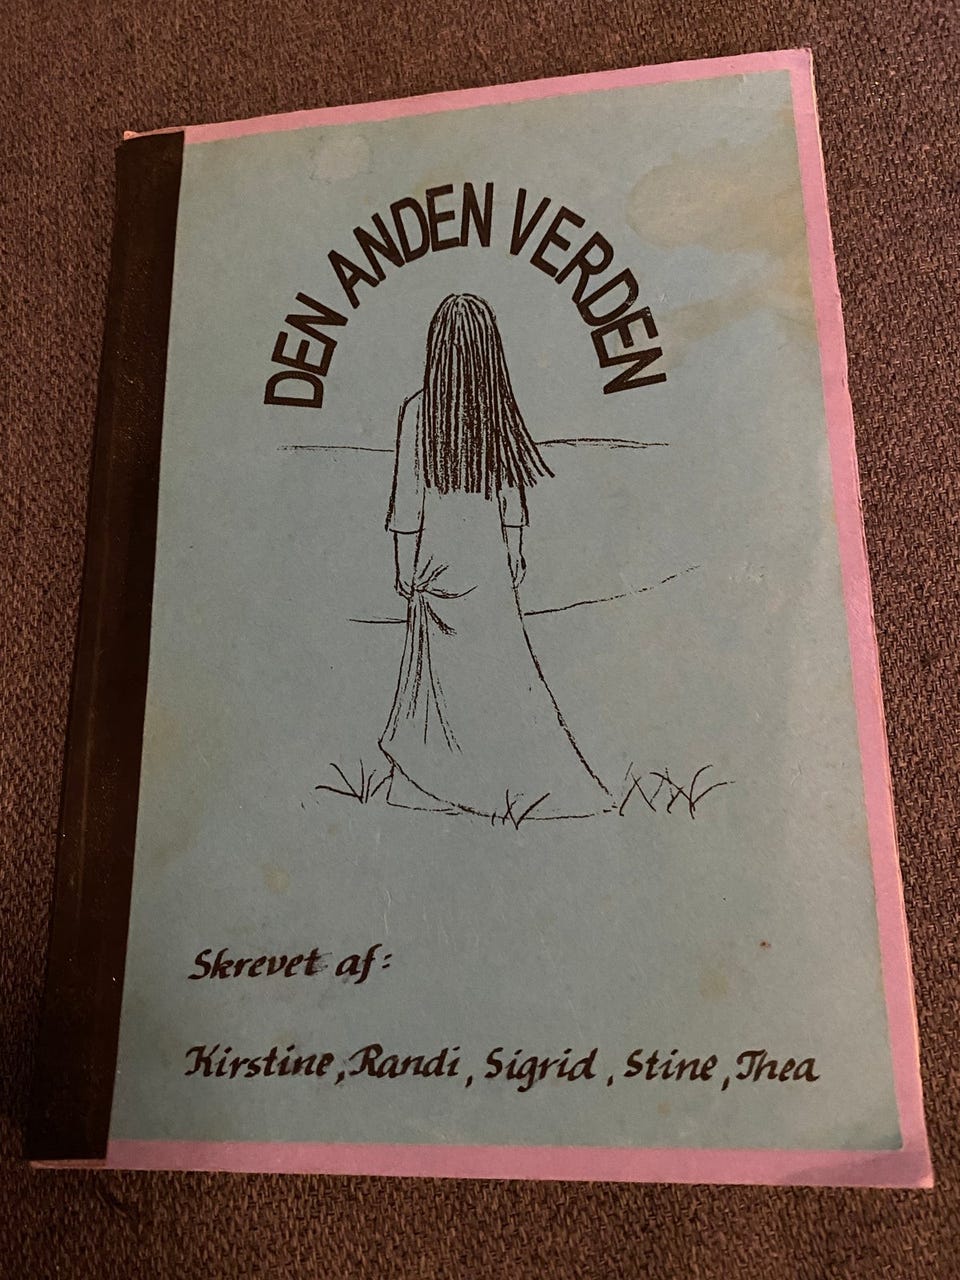 DEN ANDEN VERDEN
Skrevet af:
Kirstine, Randi, Sigrid, Stine, Thea